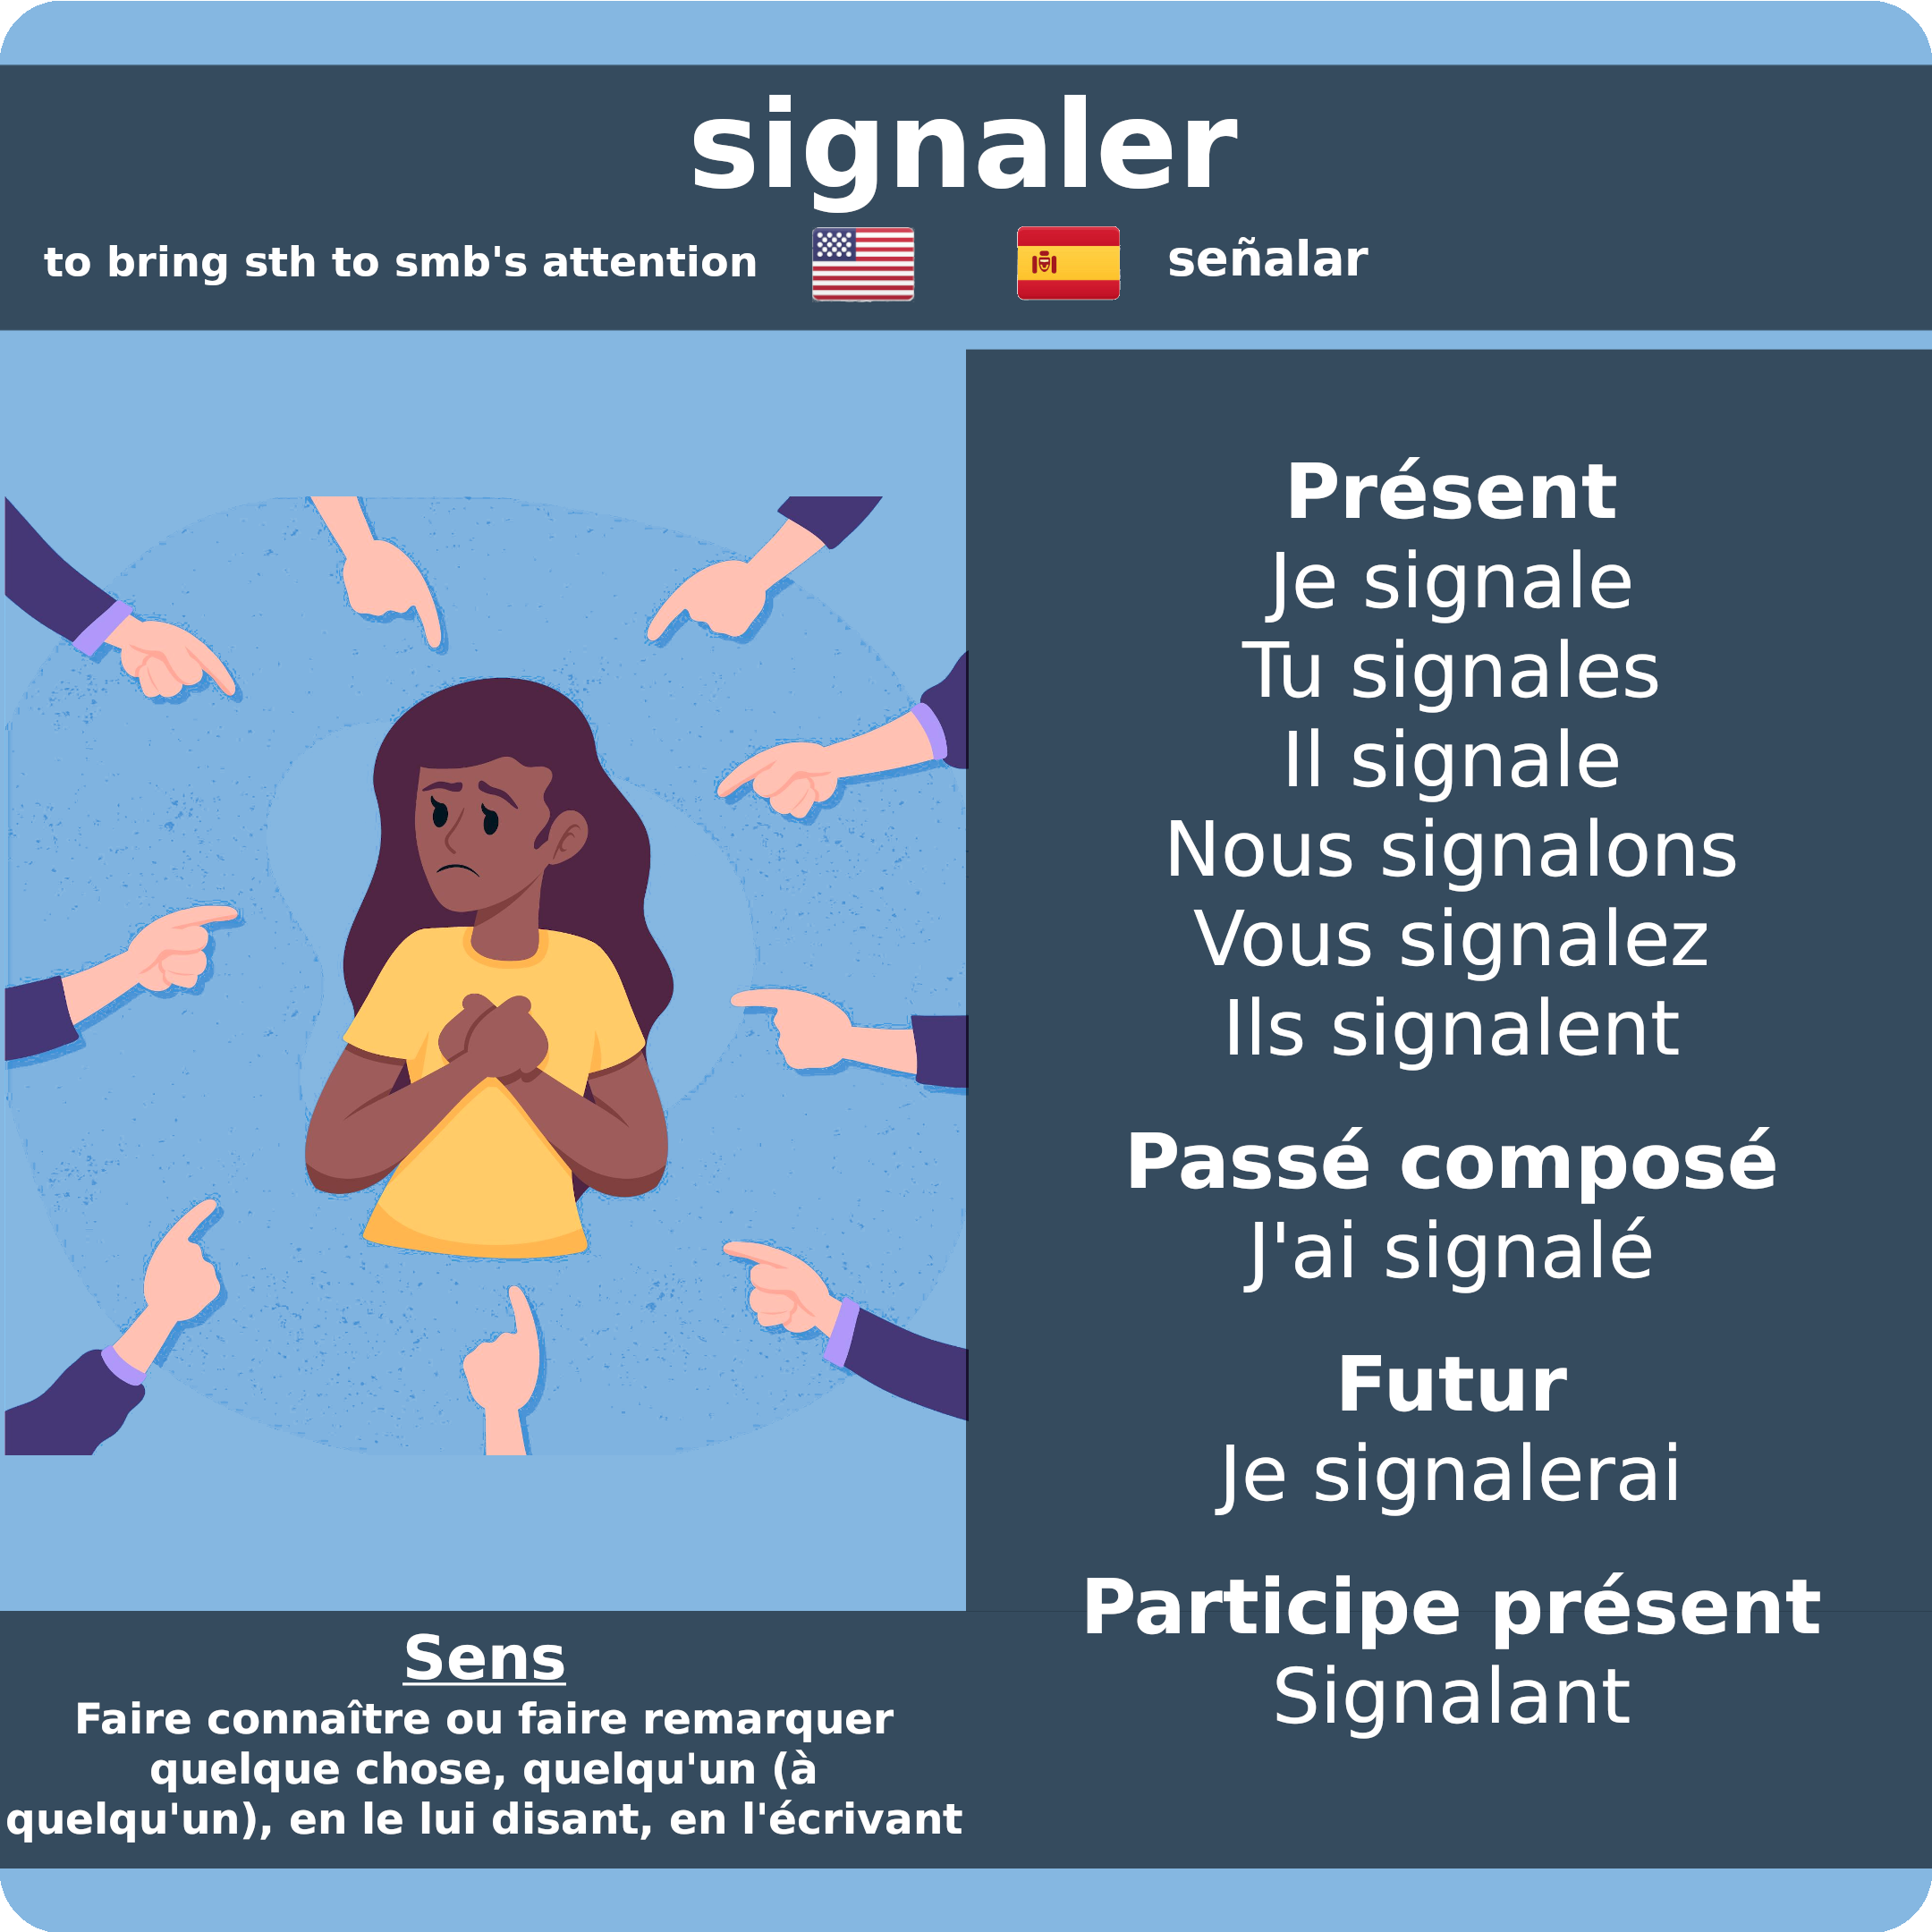 signaler
to bring sth to smb's attention
señalar
Présent
Je signale
Tu signales
Il signale
Nous signalons
Vous signalez
Ils signalent
Passé composé
J'ai signalé
Futur
Je signalerai
Participe présent
Signalant
Sens
Faire connaître ou faire remarquer
quelque chose, quelqu'un (à
quelqu'un), en le lui disant, en l'écrivant